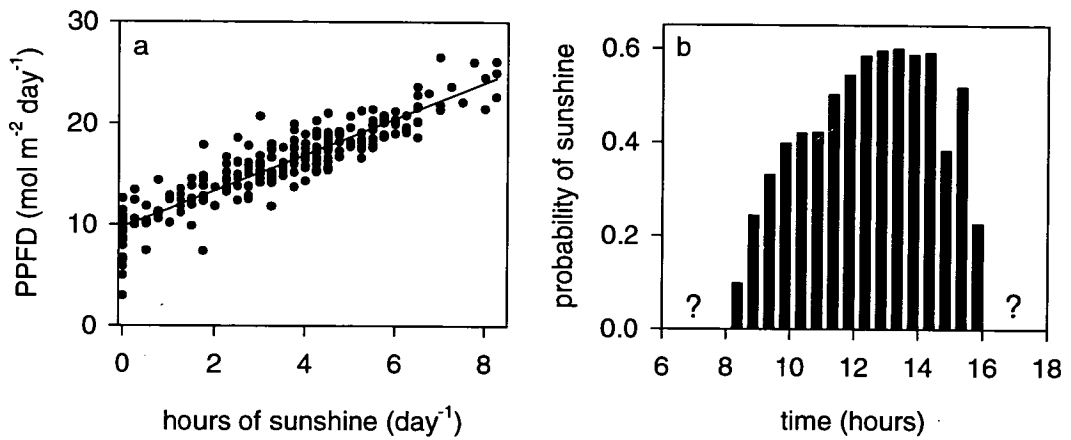 a
30
20
10
0
PPFD (mol m⁻² day⁻¹)
0 2 4 6 8
hours of sunshine (day⁻¹)
b
0.6
0.4
0.2
0.0
probability of sunshine
? ?
6 8 10 12 14 16 18
time (hours)